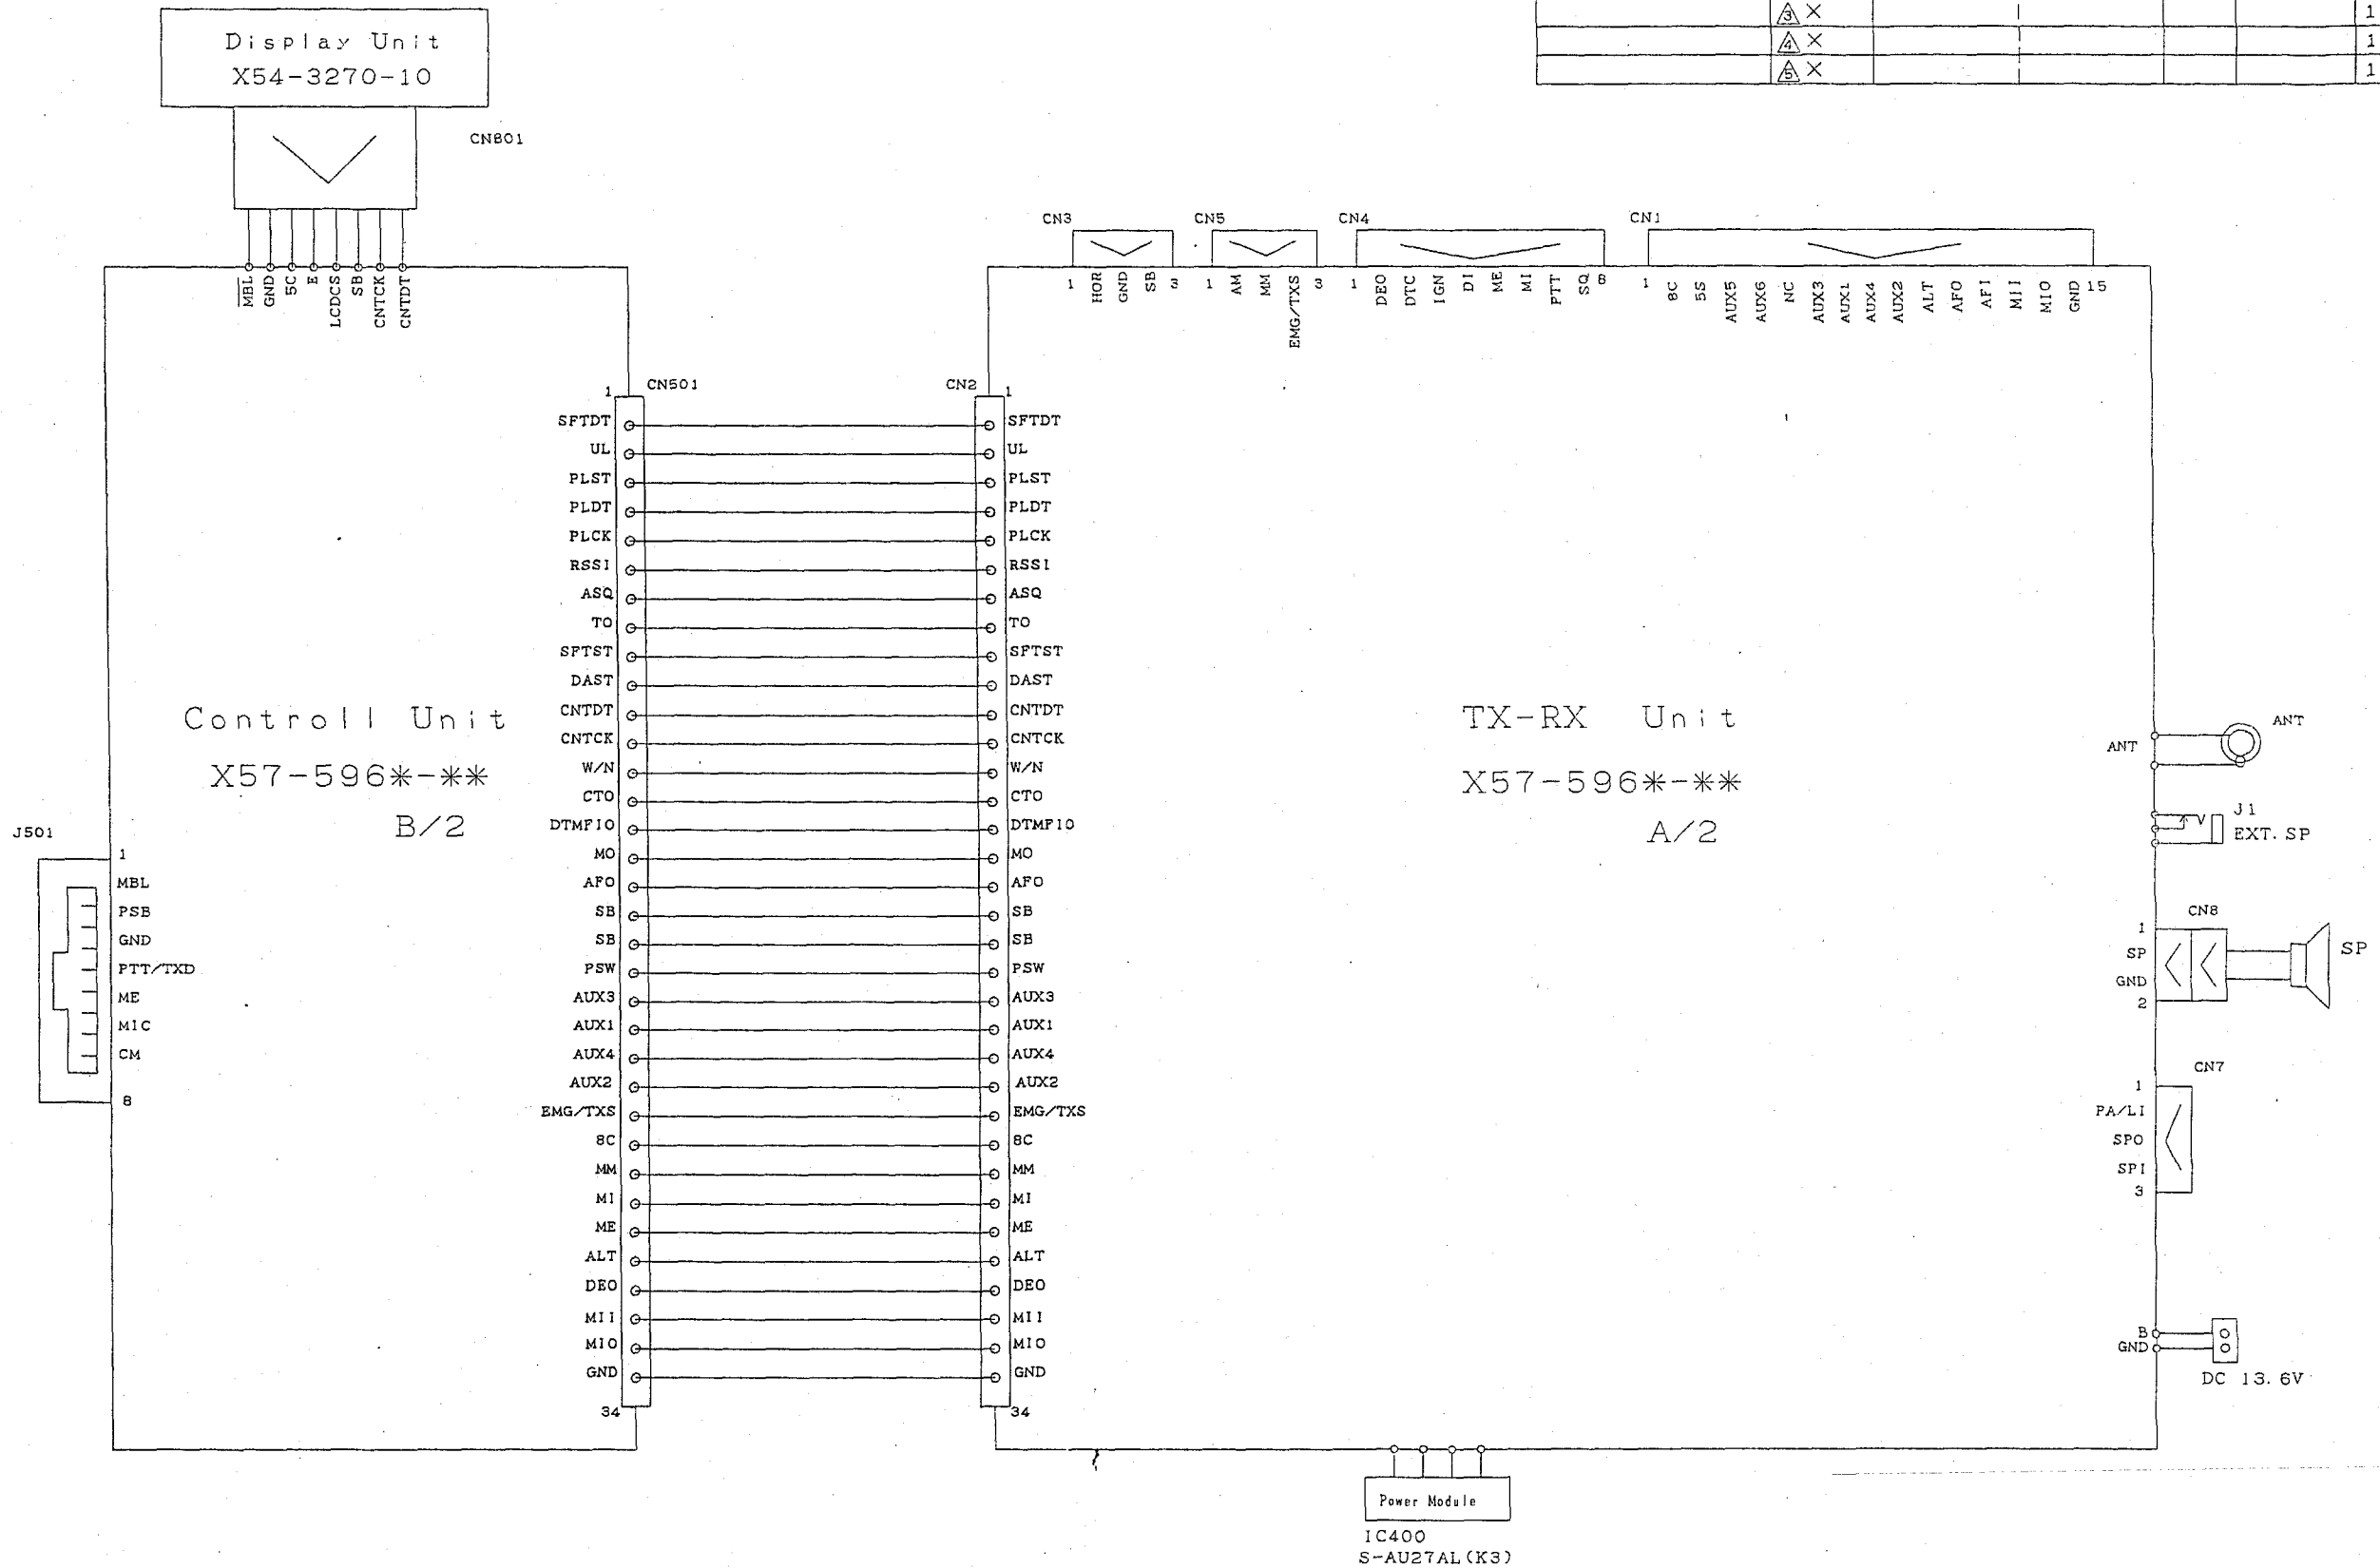 3 × 1
4 × 1
5 × 1
Display Unit
X54-3270-10
CN801
MBL
GND
5C
E
LCDCS
SB
CNTCK
CNTDT
CN3
1
HOR
GND
SB
3
CN5
1
AM
MM
EMG/TXS
3
CN4
1
DEO
DTC
IGN
DI
ME
MI
PTT
SQ
8
CN1
1
8C
5S
AUX5
AUX6
NC
AUX3
AUX1
AUX4
AUX2
ALT
AFO
AFI
MII
MIO
GND
15
1 CN501 CN2 1
SFTDT SFTDT
UL UL
PLST PLST
PLDT PLDT
PLCK PLCK
RSSI RSSI
ASQ ASQ
TO TO
SFTST SFTST
DAST DAST
CNTDT CNTDT
CNTCK CNTCK
W/N W/N
CTO CTO
DTMFIO DTMFIO
MO MO
AFO AFO
SB SB
SB SB
PSW PSW
AUX3 AUX3
AUX1 AUX1
AUX4 AUX4
AUX2 AUX2
EMG/TXS EMG/TXS
8C 8C
MM MM
MI MI
ME ME
ALT ALT
DEO DEO
MII MII
MIO MIO
GND GND
34 34
Controll Unit
X57-596*-**
B/2
J501
1
MBL
PSB
GND
PTT/TXD
ME
MIC
CM
8
TX-RX Unit
X57-596*-**
A/2
ANT ANT
J1
EXT. SP
CN8
1
SP
GND
2
SP
CN7
1
PA/LI
SPO
SPI
3
B
GND
DC 13.6V
Power Module
IC400
S-AU27AL(K3)